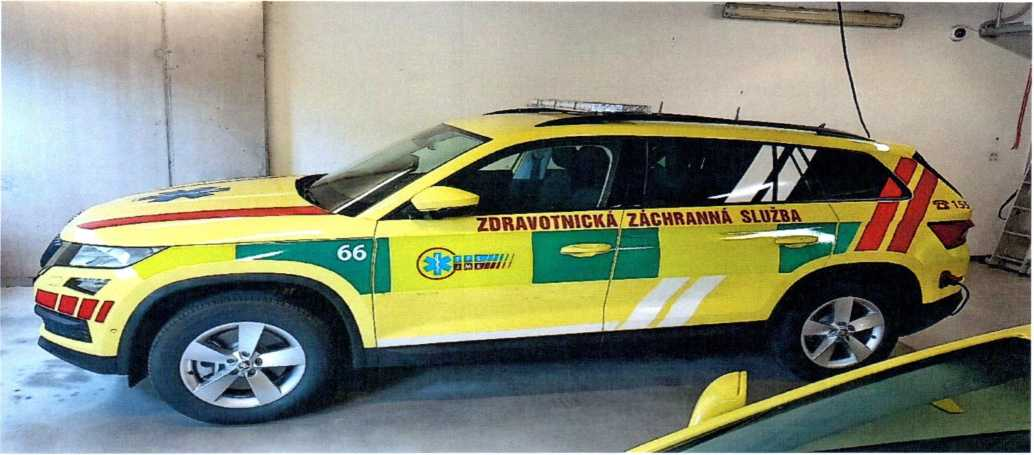 ZDRAVOTNICKÁ ZÁCHRANNÁ SLUŽBA
155
66